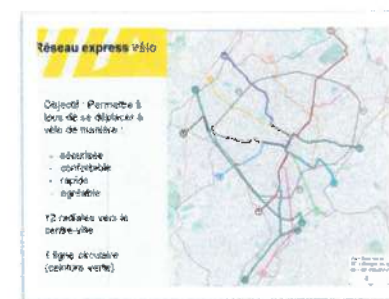 Réseau express vélo
Objectif : Permettre à
tous de se déplacer à
vélo de manière :
- sécurisée
- confortable
- rapide
- agréable
12 radiales vers le
centre-ville
1 ligne circulaire
(ceinture verte)